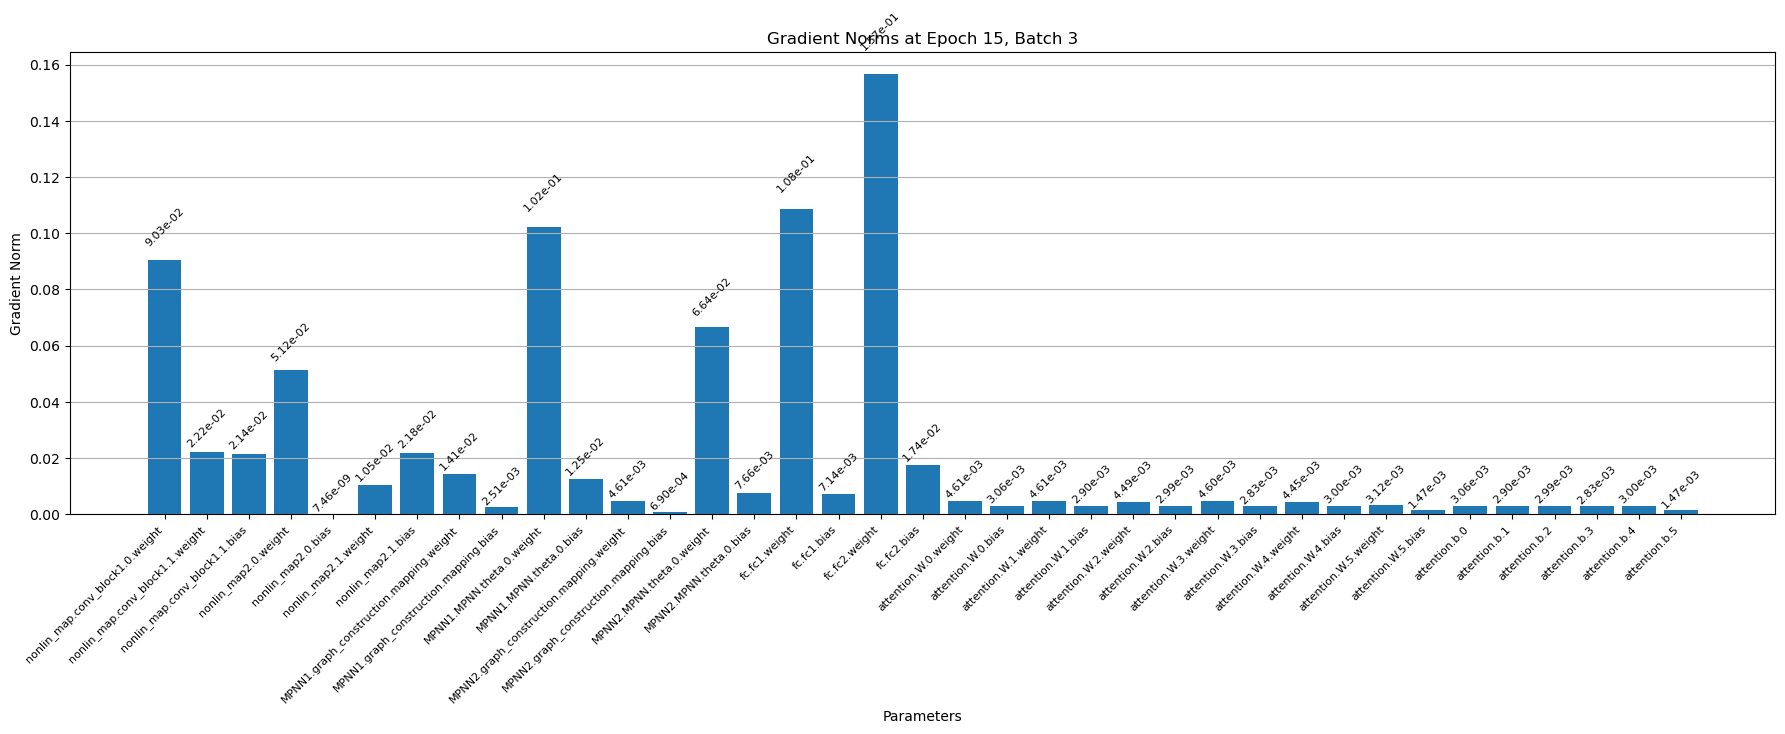 Gradient Norms at Epoch 15, Batch 3
Gradient Norm
0.16
0.14
0.12
0.10
0.08
0.06
0.04
0.02
0.00
9.03e-02
2.22e-02
2.14e-02
5.12e-02
7.46e-09
1.05e-02
2.18e-02
1.41e-02
2.51e-03
1.02e-01
1.25e-02
4.61e-03
6.90e-04
6.64e-02
7.66e-03
1.08e-01
7.14e-03
1.57e-01
1.74e-02
4.61e-03
3.06e-03
4.61e-03
2.90e-03
4.49e-03
2.99e-03
4.60e-03
2.83e-03
4.45e-03
3.00e-03
3.12e-03
1.47e-03
3.06e-03
2.90e-03
2.99e-03
2.83e-03
3.00e-03
1.47e-03
nonlin_map.conv_block1.0.weight
nonlin_map.conv_block1.1.weight
nonlin_map.conv_block1.1.bias
nonlin_map2.0.weight
nonlin_map2.0.bias
nonlin_map2.1.weight
nonlin_map2.1.bias
MPNN1.graph_construction.mapping.weight
MPNN1.graph_construction.mapping.bias
MPNN1.MPNN.theta.0.weight
MPNN1.MPNN.theta.0.bias
MPNN2.graph_construction.mapping.weight
MPNN2.graph_construction.mapping.bias
MPNN2.MPNN.theta.0.weight
MPNN2.MPNN.theta.0.bias
fc.fc1.weight
fc.fc1.bias
fc.fc2.weight
fc.fc2.bias
attention.W.0.weight
attention.W.0.bias
attention.W.1.weight
attention.W.1.bias
attention.W.2.weight
attention.W.2.bias
attention.W.3.weight
attention.W.3.bias
attention.W.4.weight
attention.W.4.bias
attention.W.5.weight
attention.W.5.bias
attention.b.0
attention.b.1
attention.b.2
attention.b.3
attention.b.4
attention.b.5
Parameters